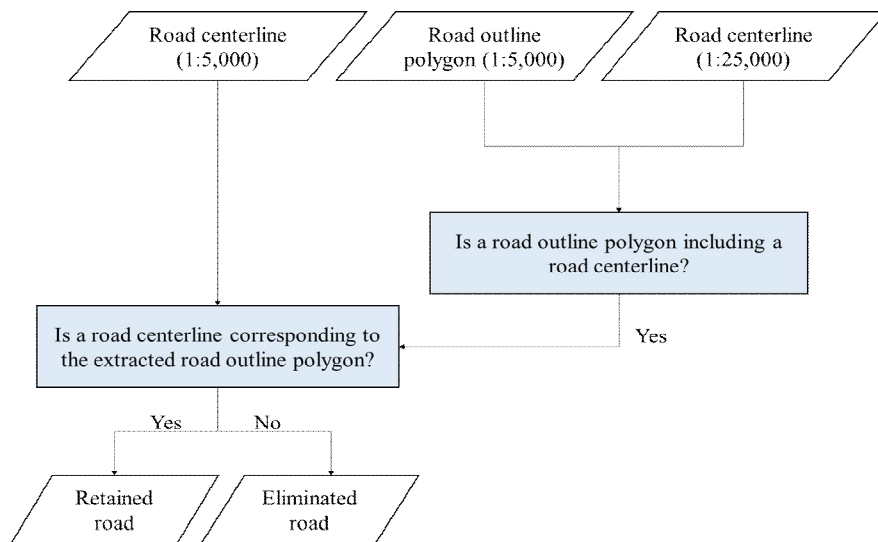 Road centerline
(1:5,000)
Road outline
polygon (1:5,000)
Road centerline
(1:25,000)
Is a road outline polygon including a
road centerline?
Is a road centerline corresponding to
the extracted road outline polygon?
Yes
Yes
No
Retained
road
Eliminated
road